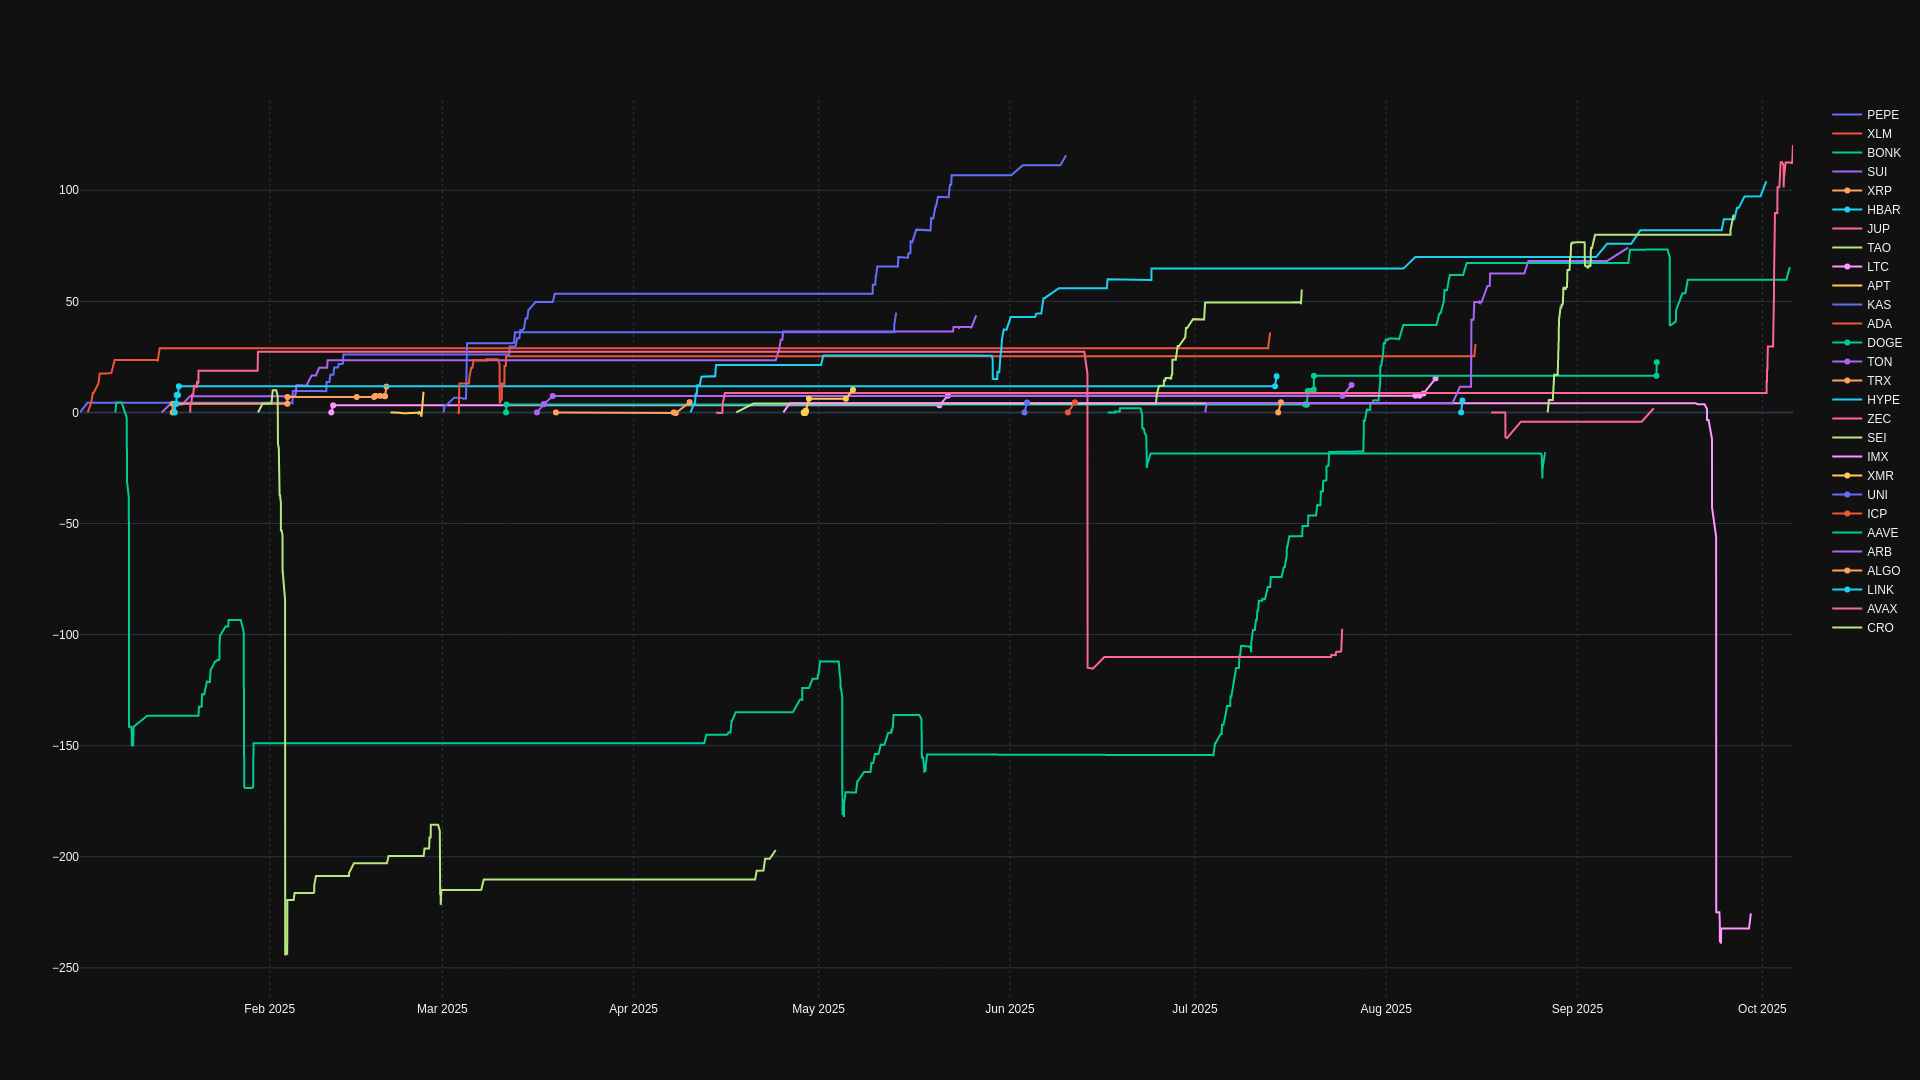 100
50
0
−50
−100
−150
−200
−250
Feb 2025
Mar 2025
Apr 2025
May 2025
Jun 2025
Jul 2025
Aug 2025
Sep 2025
Oct 2025
PEPE
XLM
BONK
SUI
XRP
HBAR
JUP
TAO
LTC
APT
KAS
ADA
DOGE
TON
TRX
HYPE
ZEC
SEI
IMX
XMR
UNI
ICP
AAVE
ARB
ALGO
LINK
AVAX
CRO